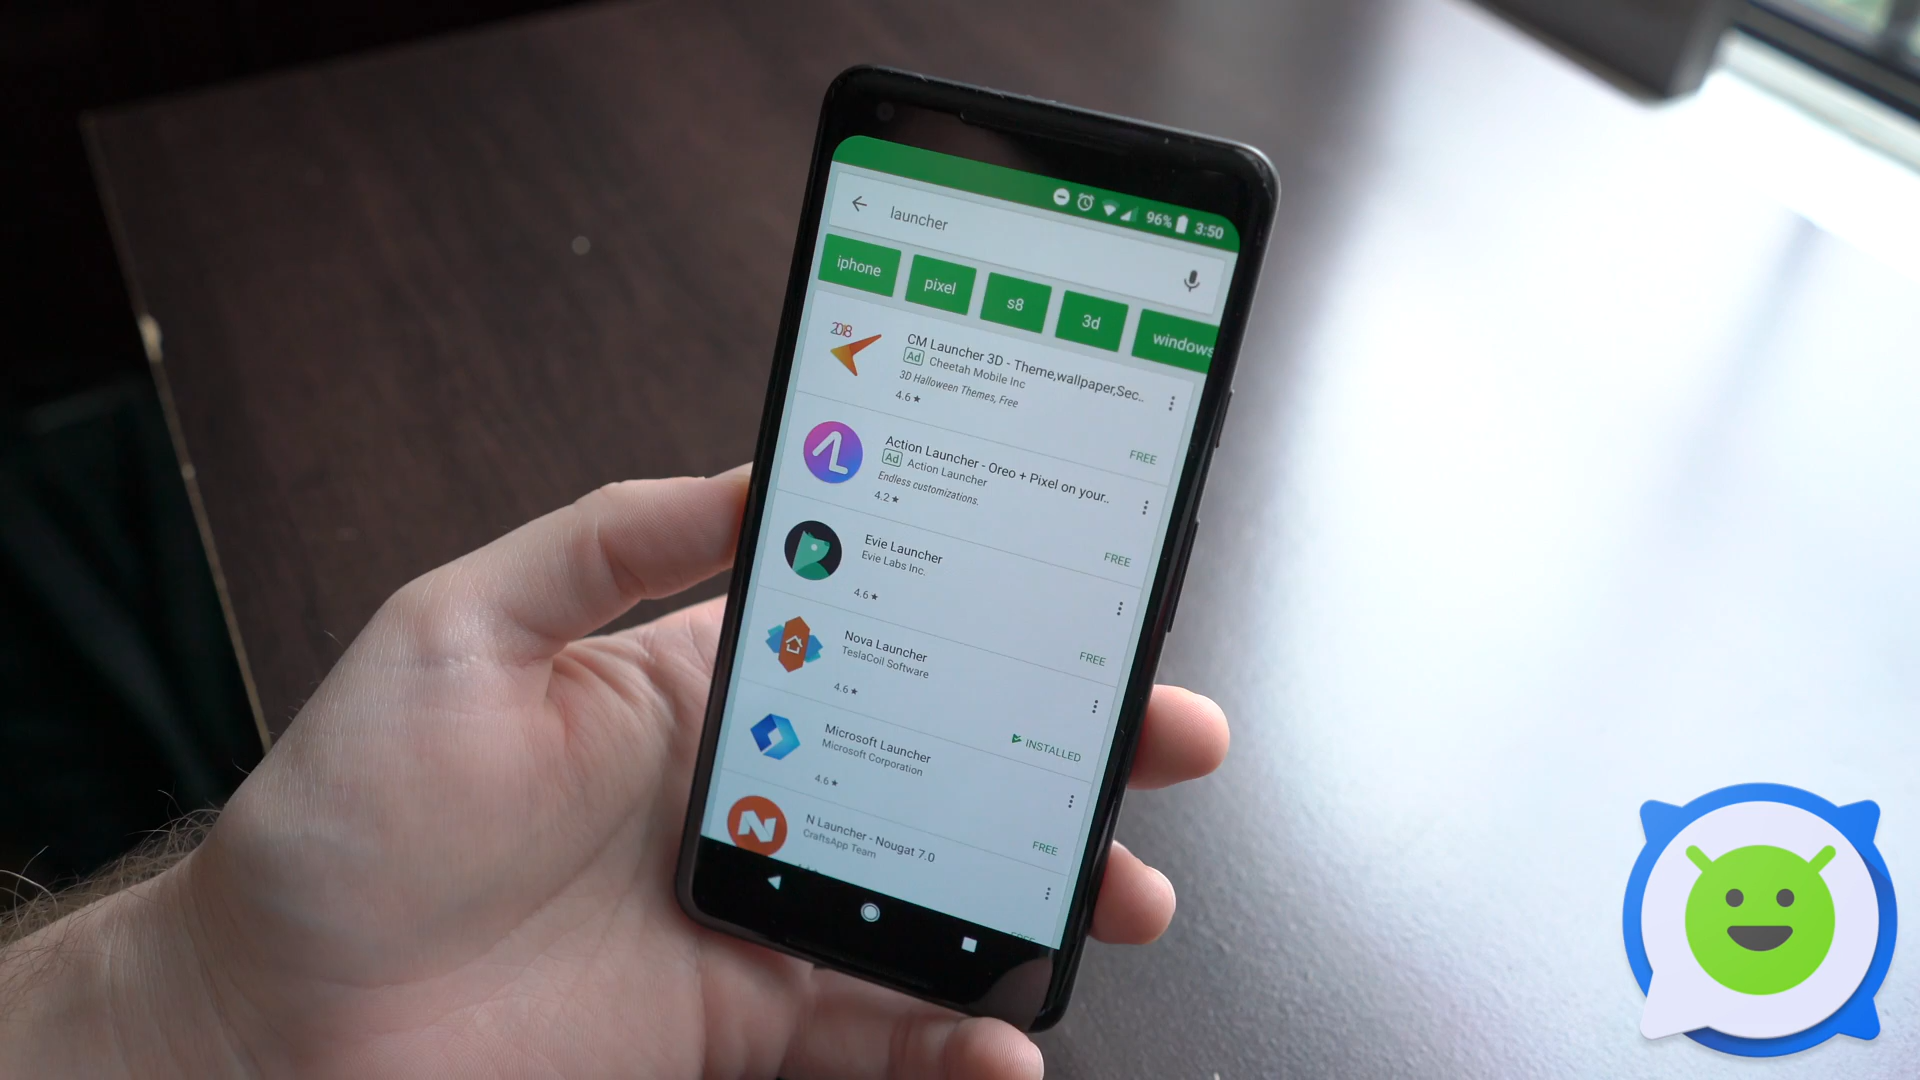 96% 3:50
launcher
iphone pixel s8 3d windows
2018
CM Launcher 3D - Theme,wallpaper,Sec..
Ad Cheetah Mobile Inc
3D Halloween Themes, Free
4.6★
FREE
Action Launcher - Oreo + Pixel on your..
Ad Action Launcher
Endless customizations.
4.2★
FREE
Evie Launcher
Evie Labs Inc.
4.6★
FREE
Nova Launcher
TeslaCoil Software
4.6★
INSTALLED
Microsoft Launcher
Microsoft Corporation
4.6★
FREE
N Launcher - Nougat 7.0
CraftsApp Team
FREE